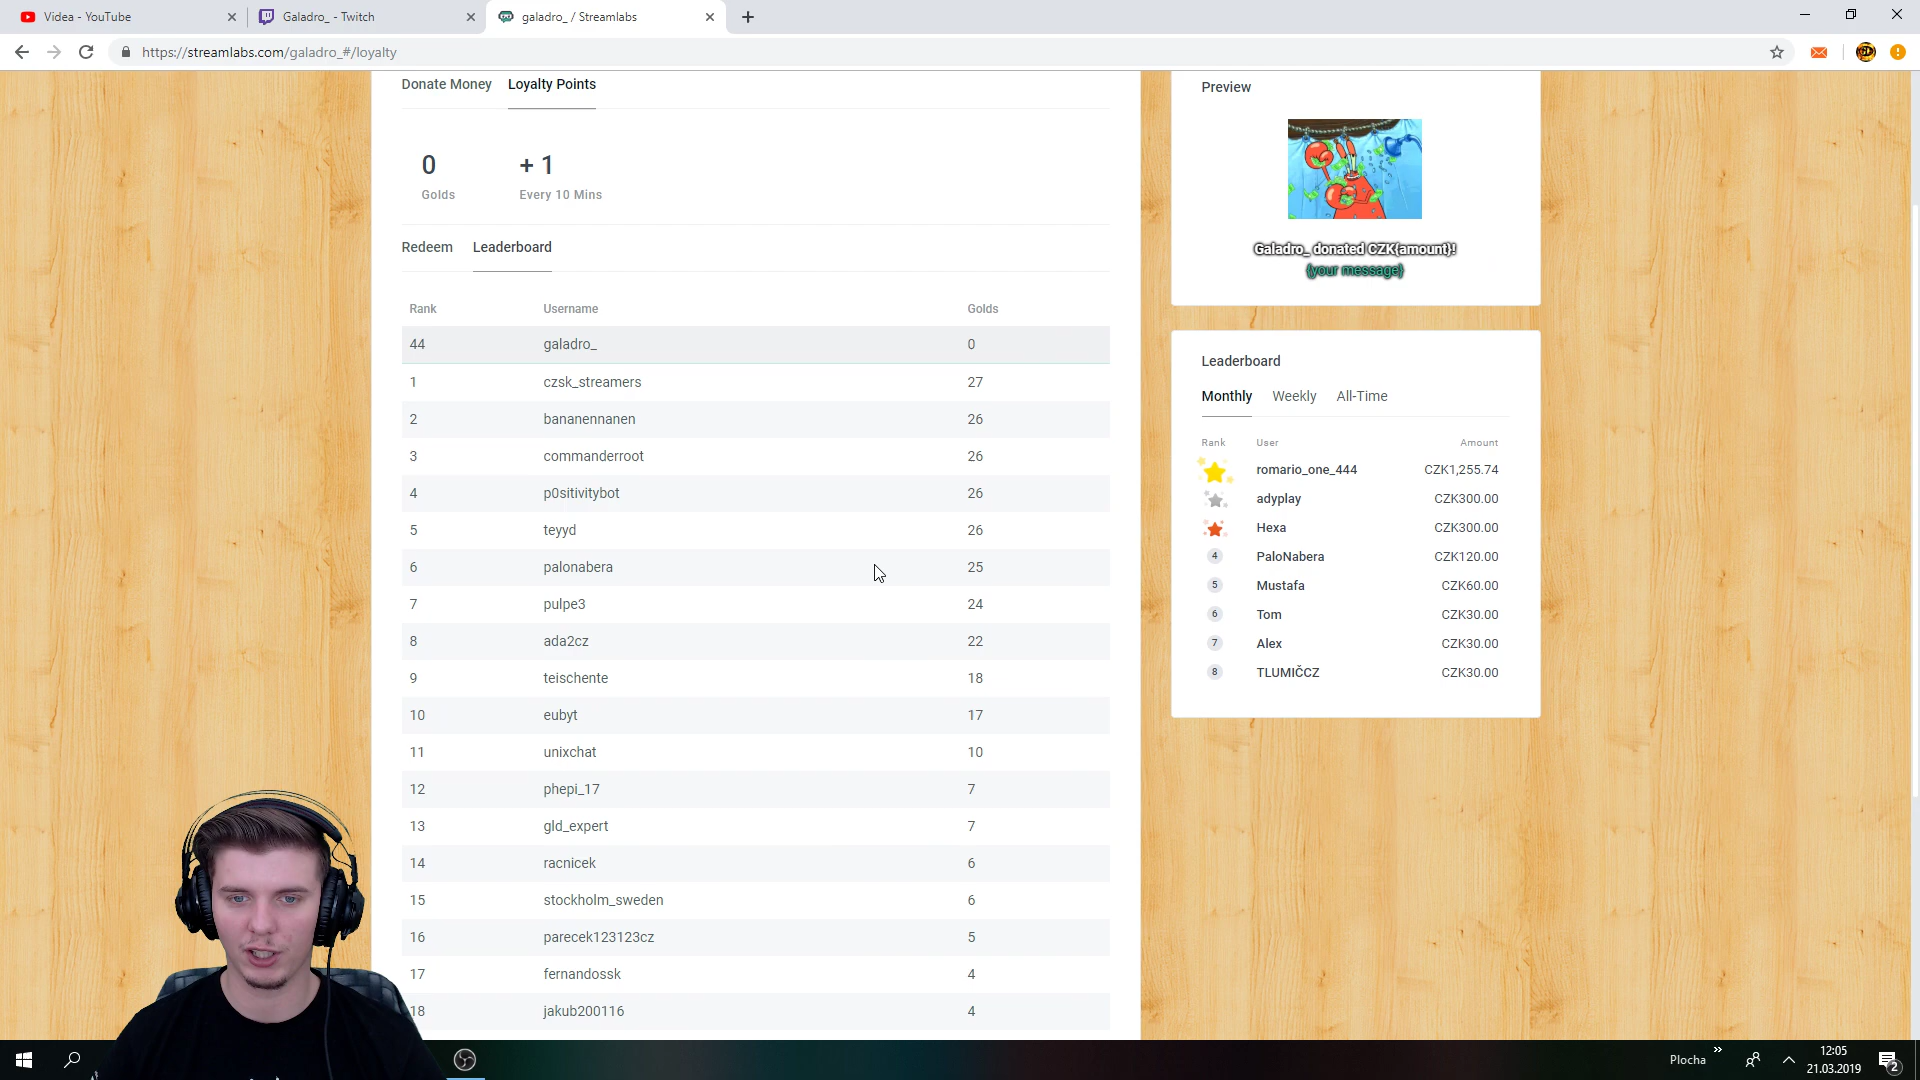 Videa - YouTube
Galadro_ - Twitch
galadro_ / Streamlabs
https://streamlabs.com/galadro_#/loyalty
Donate Money Loyalty Points
0 + 1
Golds Every 10 Mins
Redeem Leaderboard
Rank Username Golds
44 galadro_ 0
1 czsk_streamers 27
2 bananennanen 26
3 commanderroot 26
4 p0sitivitybot 26
5 teyyd 26
6 palonabera 25
7 pulpe3 24
8 ada2cz 22
9 teischente 18
10 eubyt 17
11 unixchat 10
12 phepi_17 7
13 gld_expert 7
14 racnicek 6
15 stockholm_sweden 6
16 parecek123123cz 5
17 fernandossk 4
18 jakub200116 4
Preview
Galadro_ donated CZK{amount}!
{your message}
Leaderboard
Monthly Weekly All-Time
Rank User Amount
romario_one_444 CZK1,255.74
adyplay CZK300.00
Hexa CZK300.00
4 PaloNabera CZK120.00
5 Mustafa CZK60.00
6 Tom CZK30.00
7 Alex CZK30.00
8 TLUMIČCZ CZK30.00
Plocha
12:05
21.03.2019
2